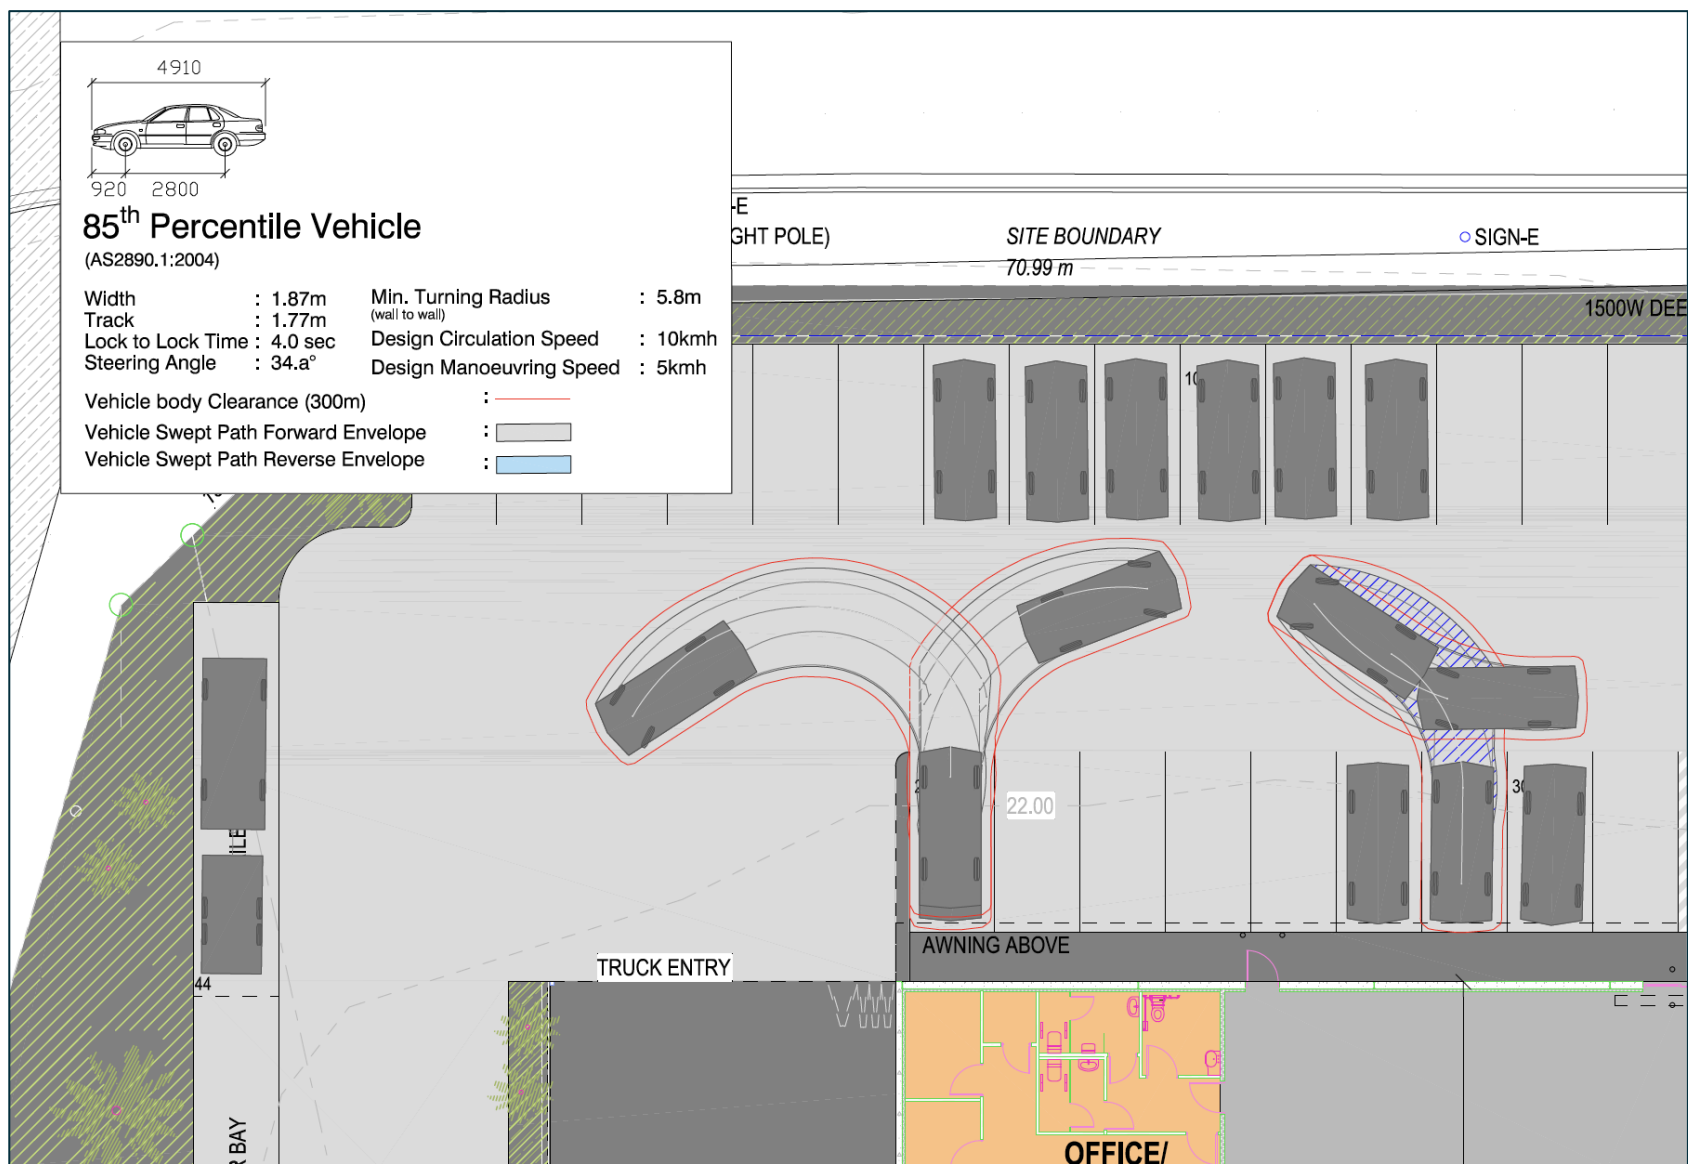 4910
920 2800
85th Percentile Vehicle
(AS2890.1:2004)
Width : 1.87m
Track : 1.77m
Lock to Lock Time : 4.0 sec
Steering Angle : 34.a°
Min. Turning Radius : 5.8m
(wall to wall)
Design Circulation Speed : 10kmh
Design Manoeuvring Speed : 5kmh
Vehicle body Clearance (300m) :
Vehicle Swept Path Forward Envelope :
Vehicle Swept Path Reverse Envelope :
-E
GHT POLE)
SITE BOUNDARY
70.99 m
SIGN-E
1500W DEE
10
22.00
30
AWNING ABOVE
TRUCK ENTRY
44
R BAY
OFFICE/